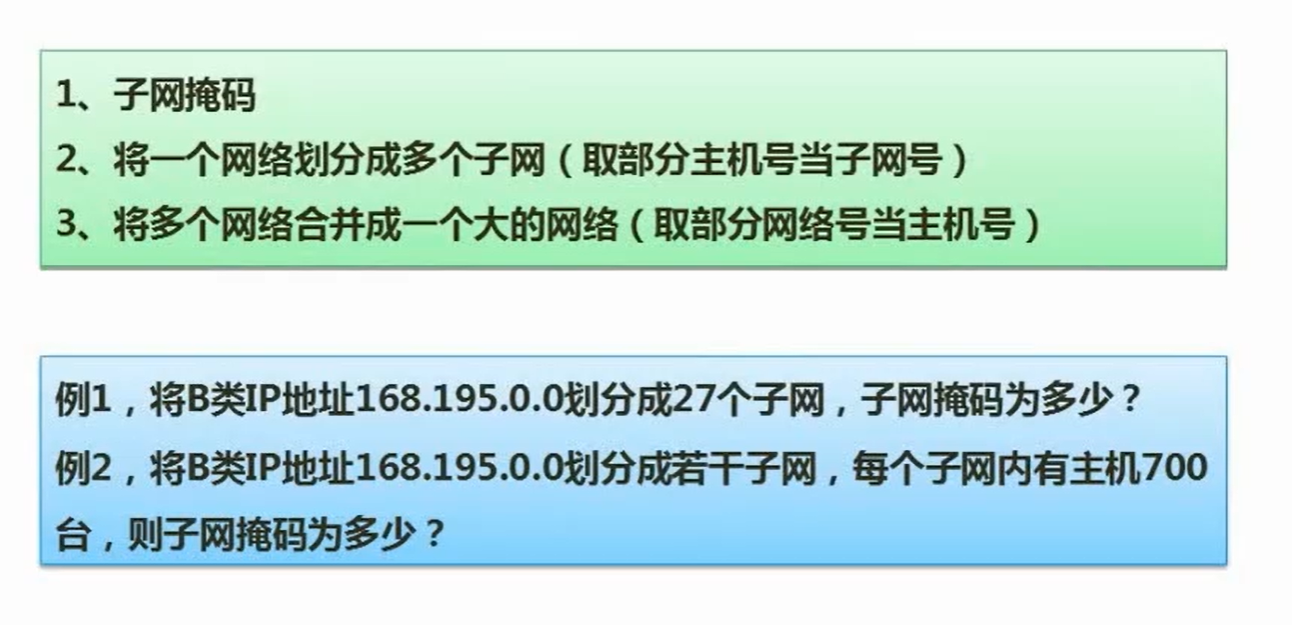 1、子网掩码
2、将一个网络划分成多个子网（取部分主机号当子网号）
3、将多个网络合并成一个大的网络（取部分网络号当主机号）
例1，将B类IP地址168.195.0.0划分成27个子网，子网掩码为多少？
例2，将B类IP地址168.195.0.0划分成若干子网，每个子网内有主机700
台，则子网掩码为多少？